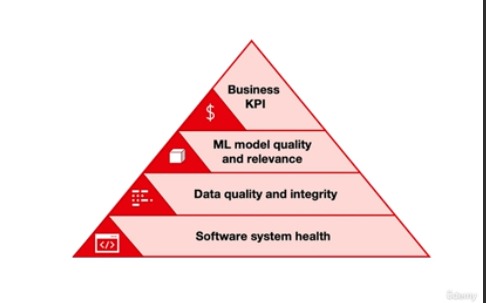 Business
KPI
$
ML model quality
and relevance
Data quality and integrity
</>
Software system health
Udemy